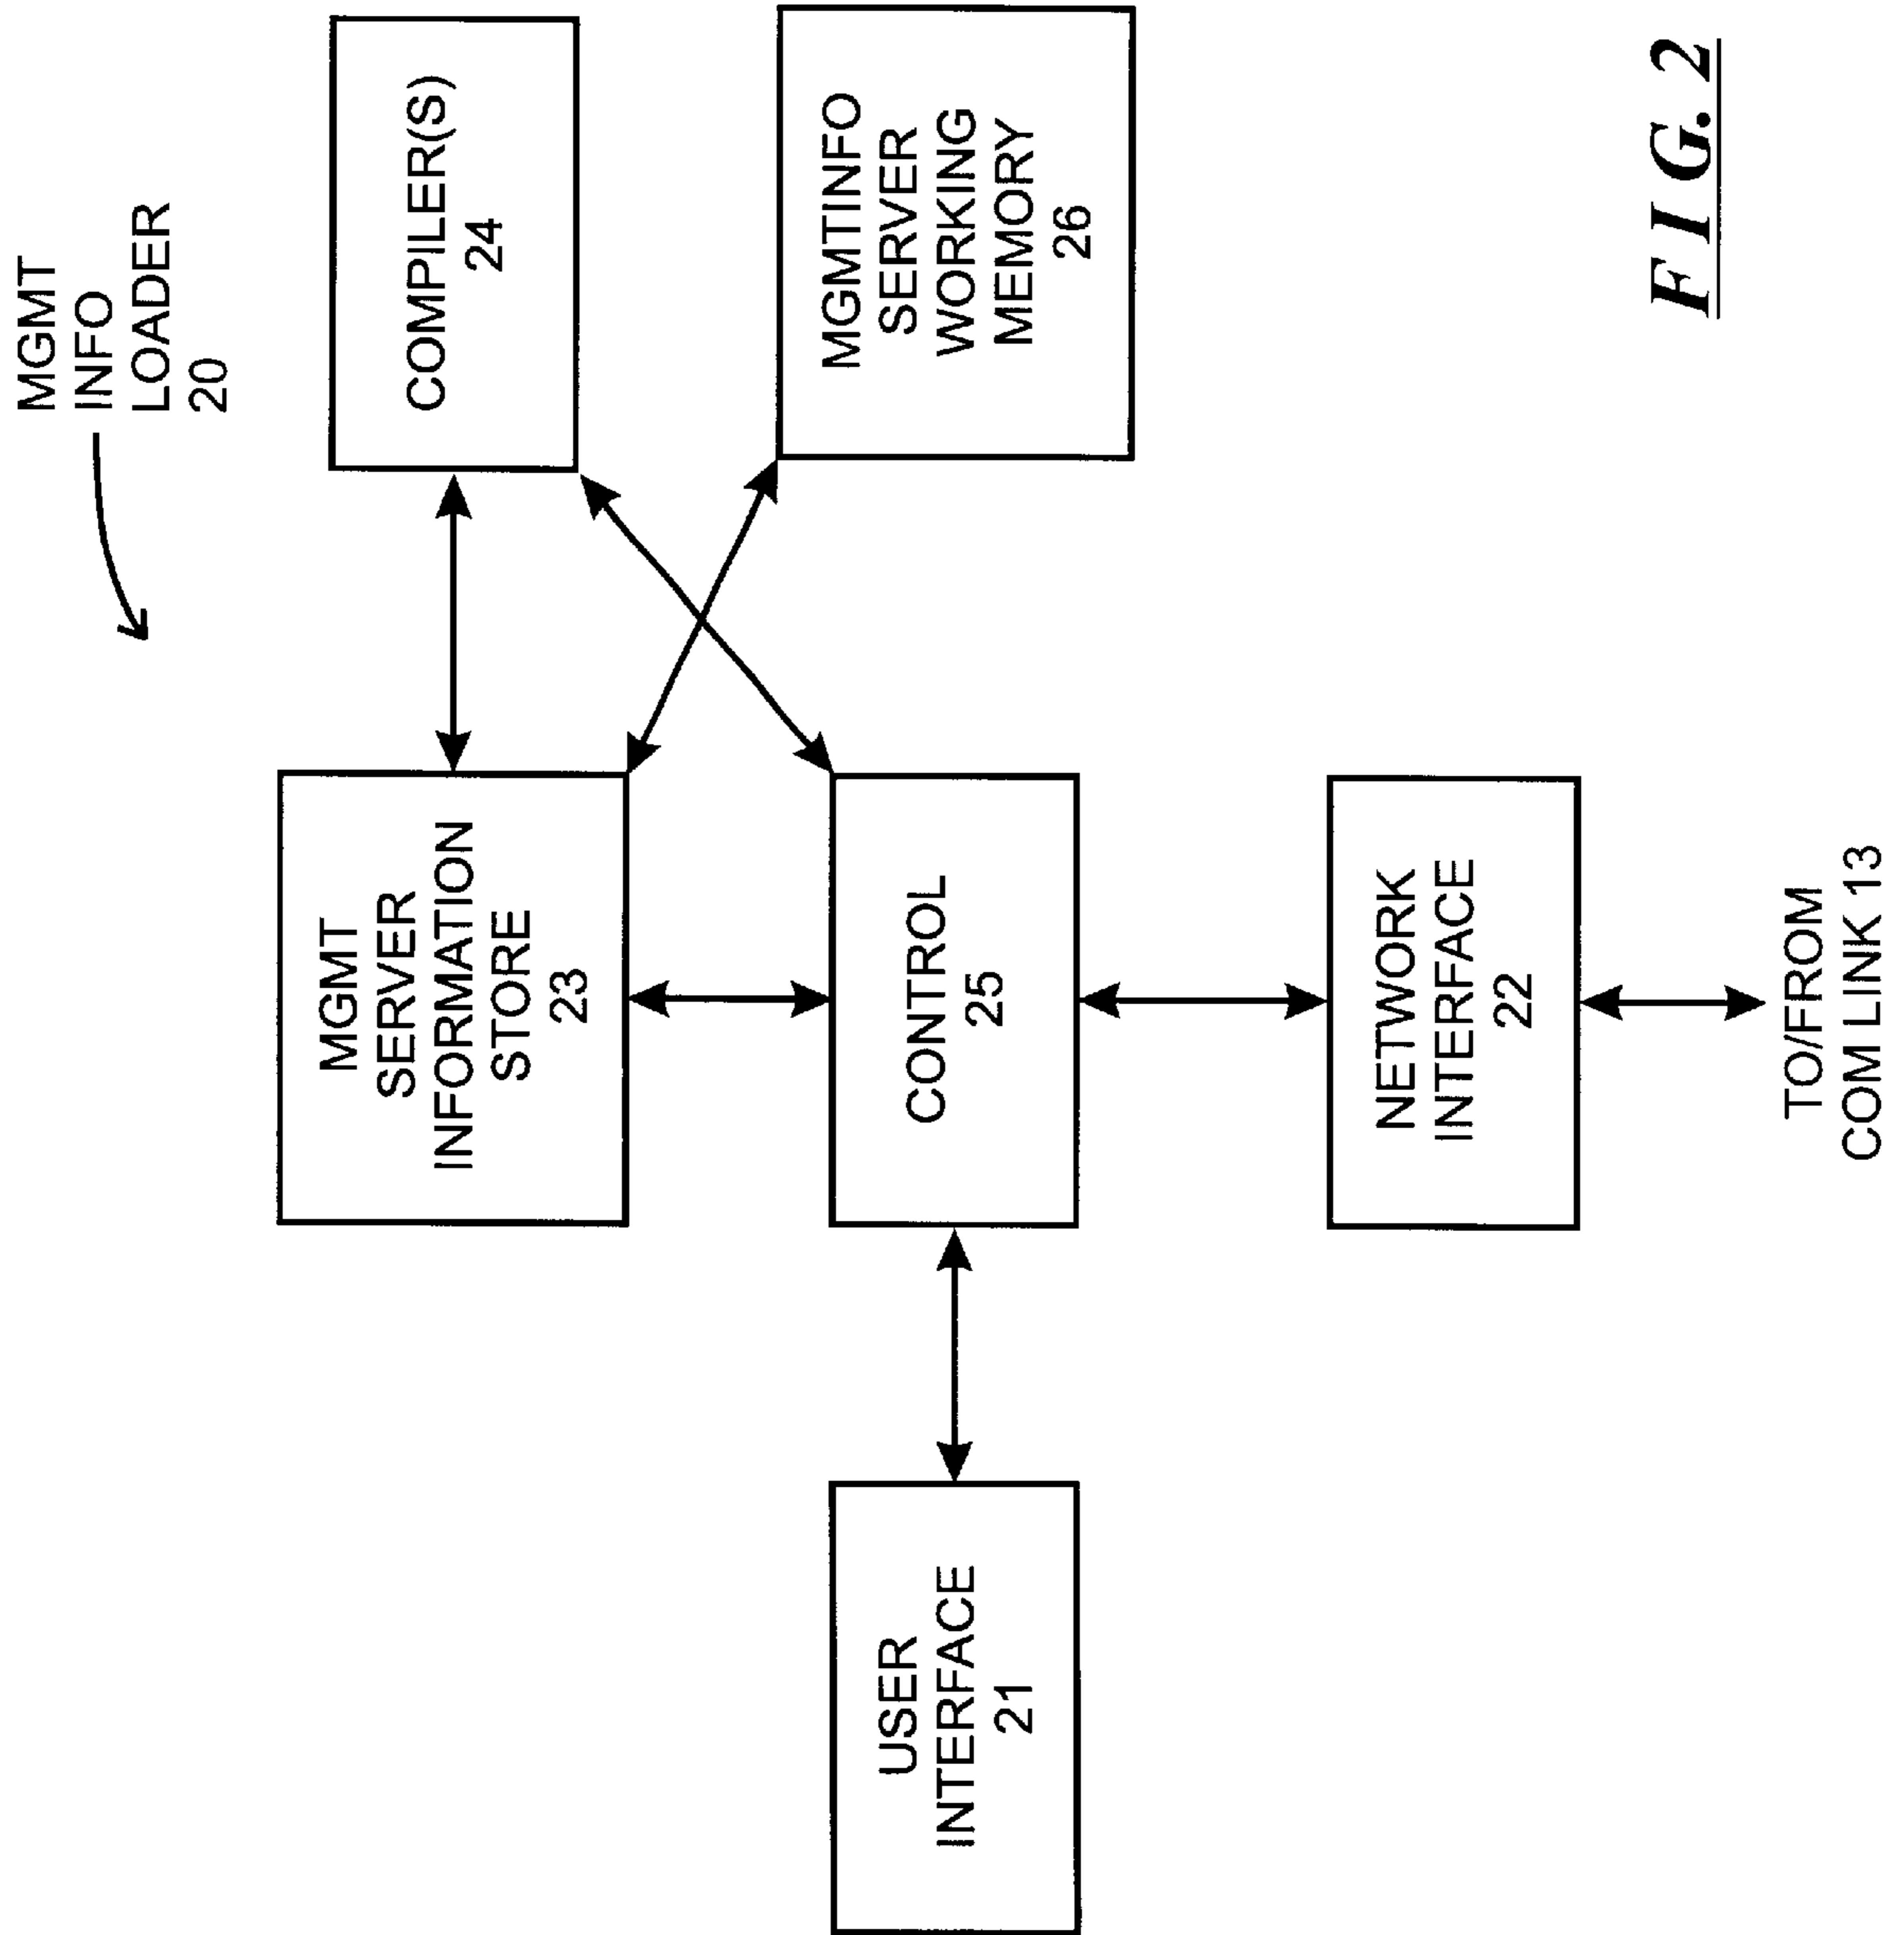 MGMT
INFO
LOADER
20
MGMT
SERVER
INFORMATION
STORE
23
COMPILER(S)
24
USER
INTERFACE
21
CONTROL
25
MGMTINFO
SERVER
WORKING
MEMORY
26
NETWORK
INTERFACE
22
TO/FROM
COM LINK 13
FIG. 2